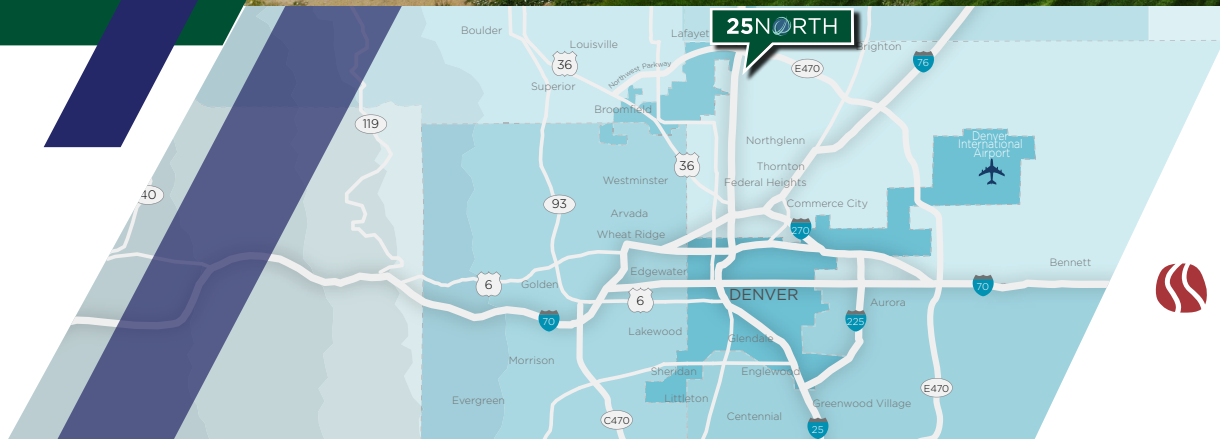 25NORTH
Boulder
Louisville
Lafayet
Brighton
36
Northwest Parkway
E470
76
Superior
Broomfield
119
Northglenn
Denver
International
Airport
36
Thornton
Westminster
Federal Heights
40
93
Commerce City
Arvada
Wheat Ridge
270
Bennett
Edgewater
6
Golden
70
6
DENVER
Aurora
70
225
Lakewood
Glendale
Morrison
Sheridan
Englewood
E470
Evergreen
Littleton
Greenwood Village
C470
Centennial
25